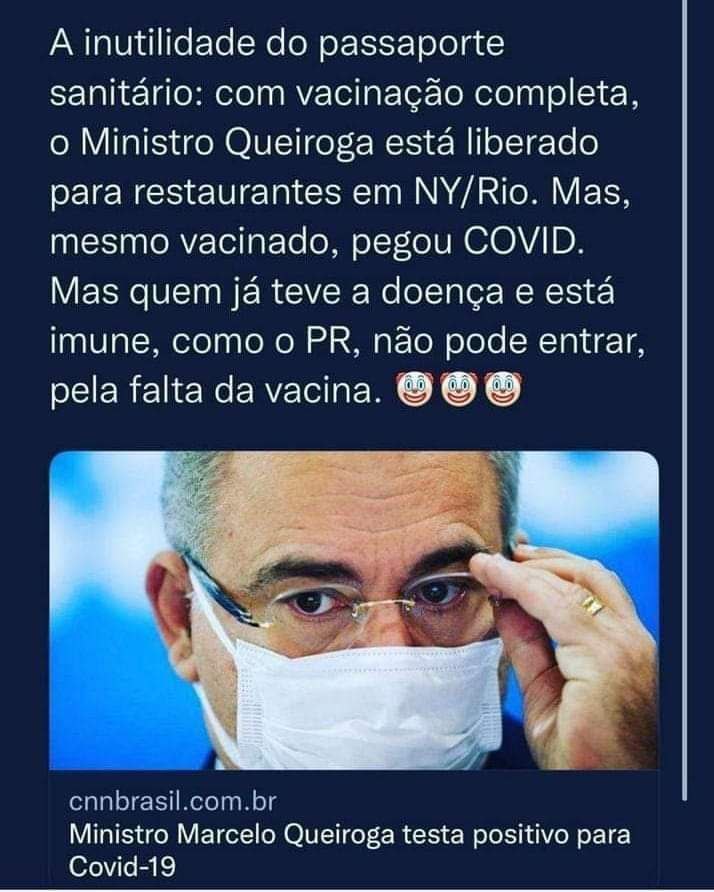 A inutilidade do passaporte
sanitário: com vacinação completa,
o Ministro Queiroga está liberado
para restaurantes em NY/Rio. Mas,
mesmo vacinado, pegou COVID.
Mas quem já teve a doença e está
imune, como o PR, não pode entrar,
pela falta da vacina. 🤡🤡🤡
cnnbrasil.com.br
Ministro Marcelo Queiroga testa positivo para
Covid-19